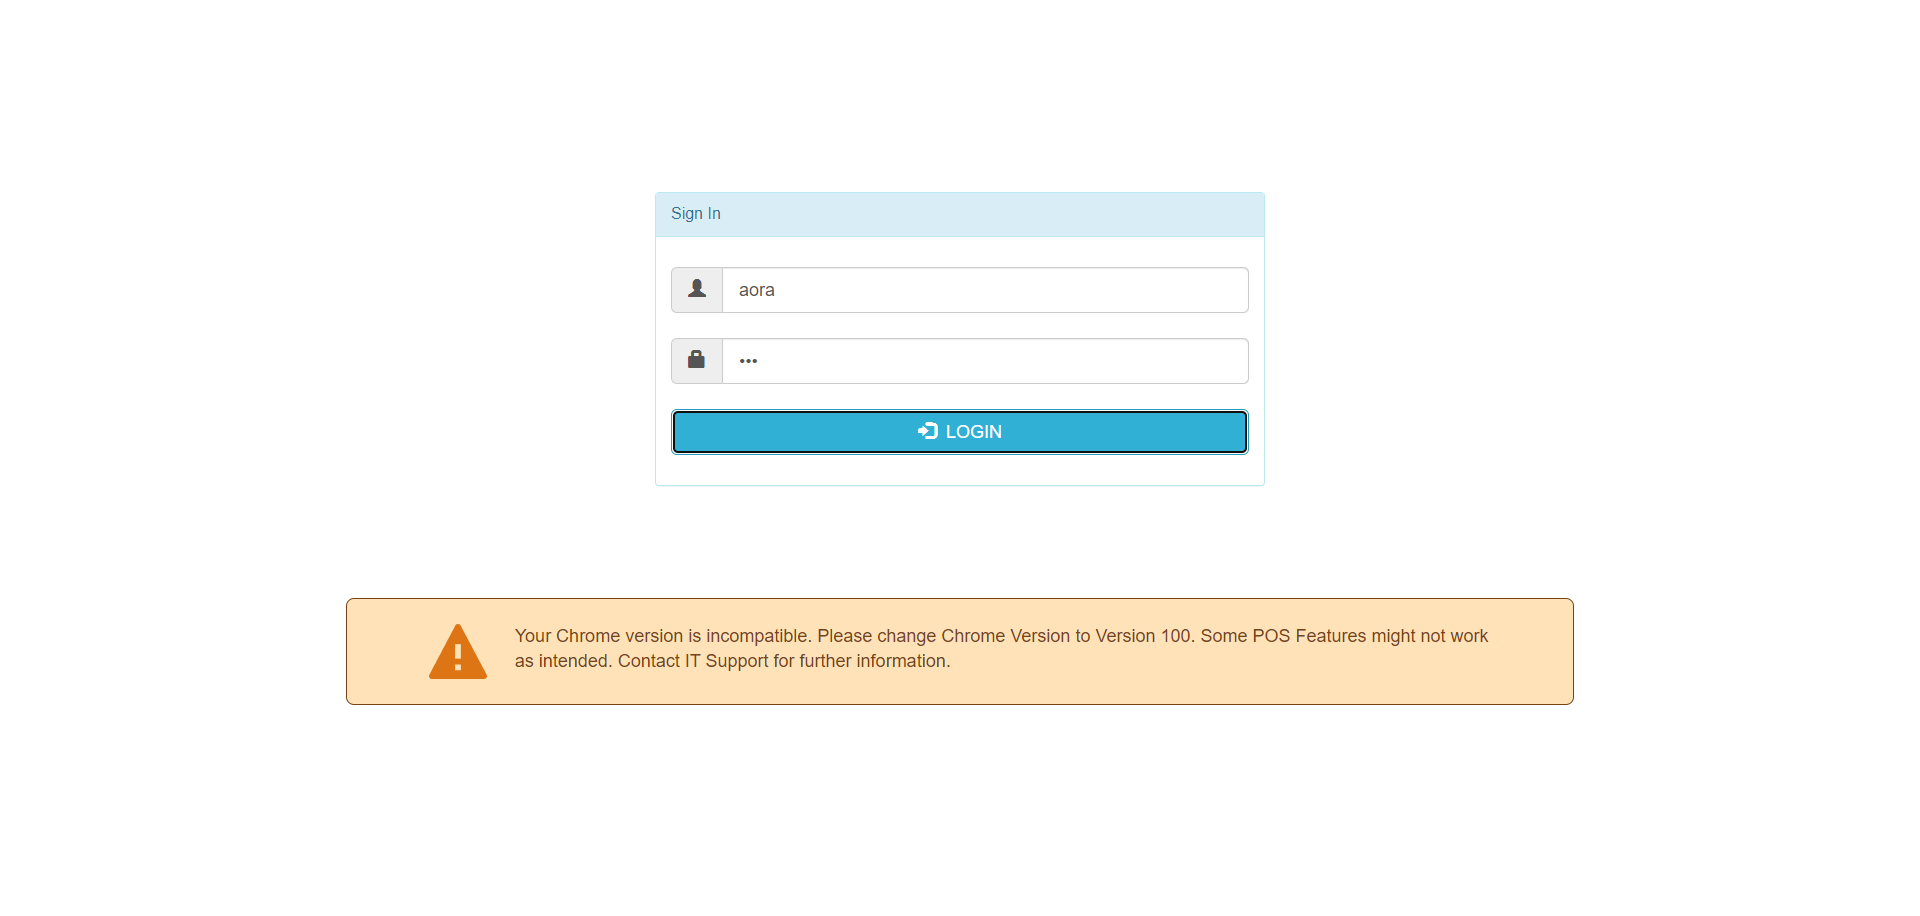 Sign In
aora
•••
LOGIN
Your Chrome version is incompatible. Please change Chrome Version to Version 100. Some POS Features might not work
as intended. Contact IT Support for further information.